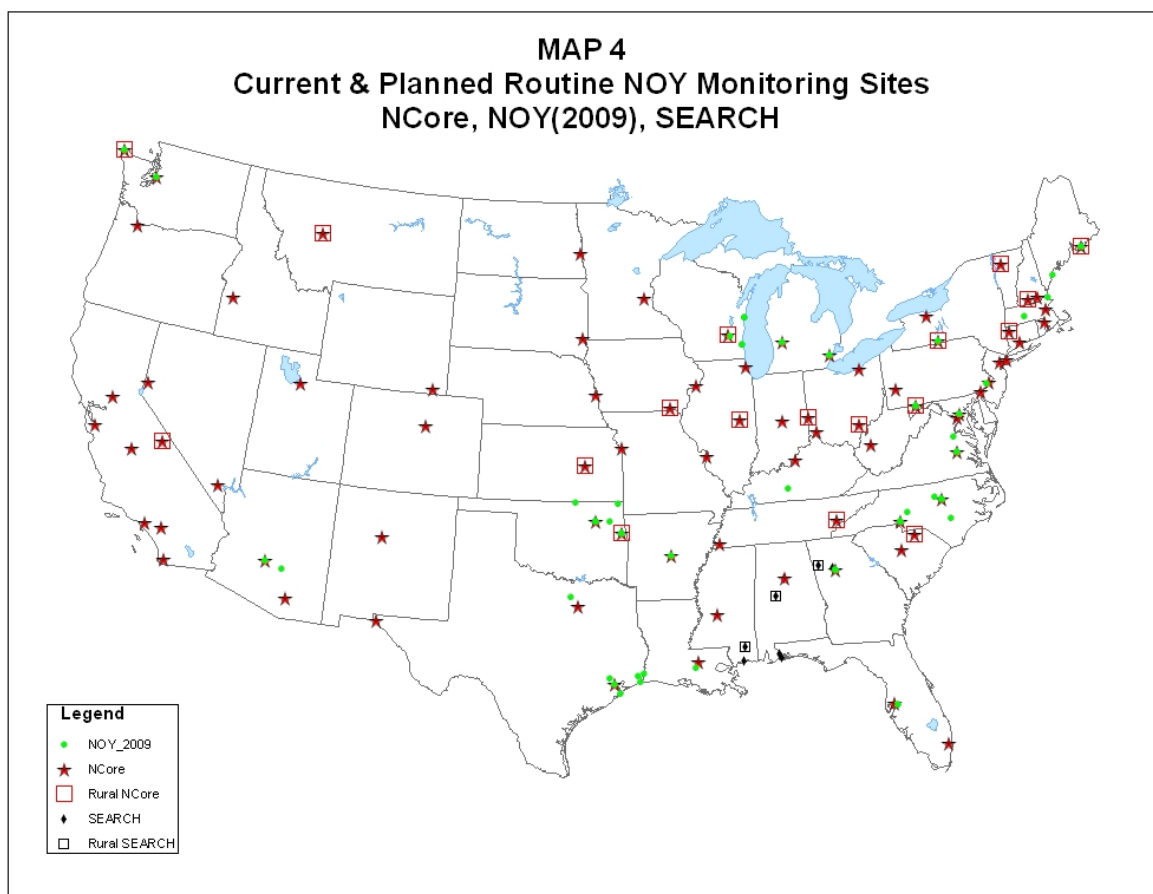 MAP 4
Current & Planned Routine NOY Monitoring Sites
NCore, NOY(2009), SEARCH
Legend
NOY_2009
NCore
Rural NCore
SEARCH
Rural SEARCH